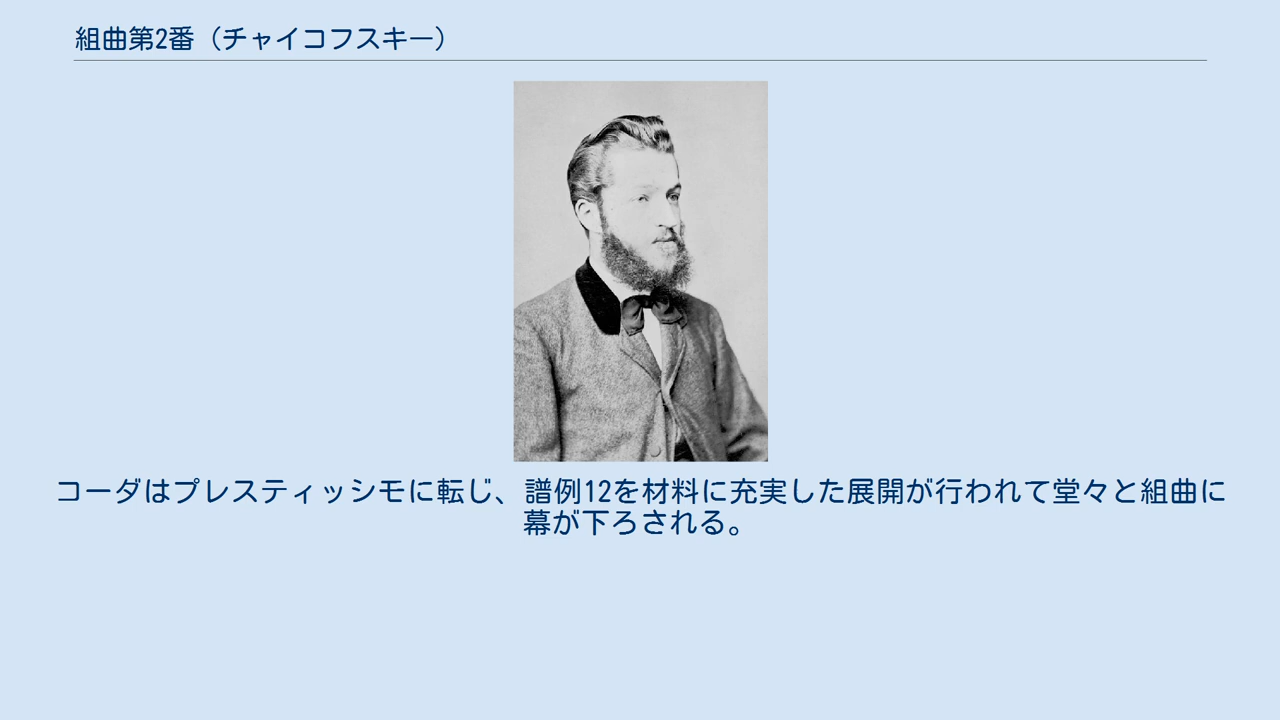 組曲第2番（チャイコフスキー）
コーダはプレスティッシモに転じ、譜例12を材料に充実した展開が行われて堂々と組曲に
幕が下ろされる。